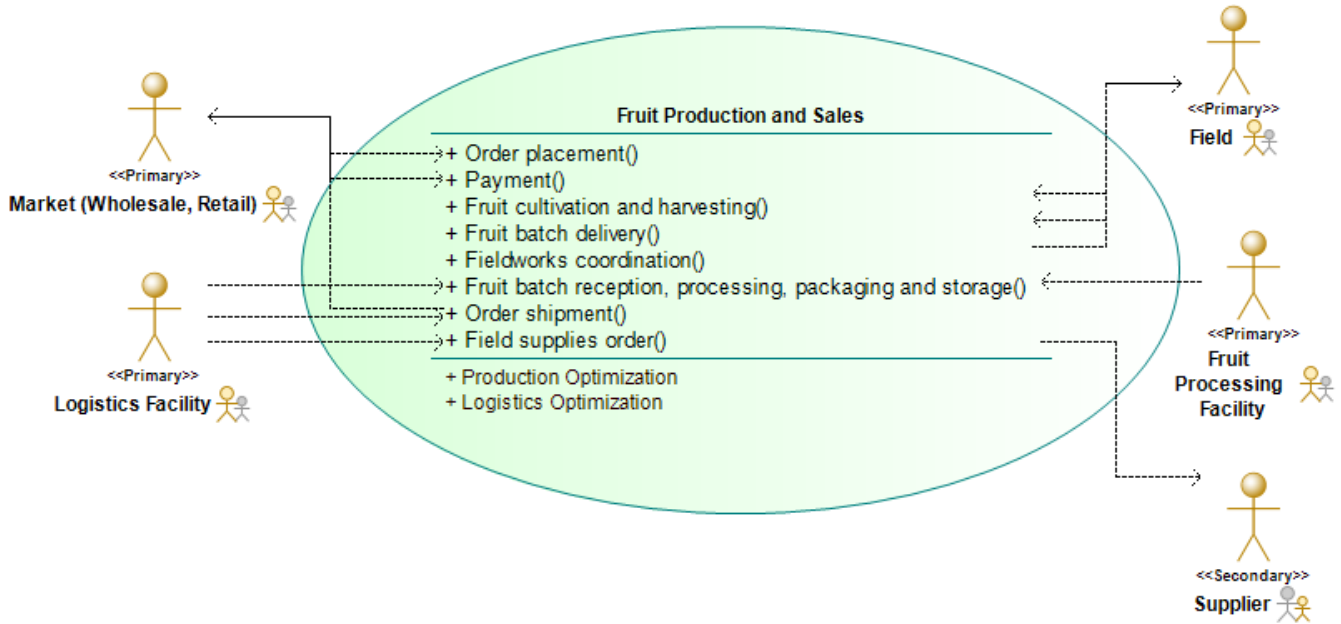 Fruit Production and Sales
+ Order placement()
+ Payment()
+ Fruit cultivation and harvesting()
+ Fruit batch delivery()
+ Fieldworks coordination()
+ Fruit batch reception, processing, packaging and storage()
+ Order shipment()
+ Field supplies order()
+ Production Optimization
+ Logistics Optimization
<<Primary>>
Market (Wholesale, Retail)
<<Primary>>
Logistics Facility
<<Primary>>
Field
<<Primary>>
Fruit
Processing
Facility
<<Secondary>>
Supplier